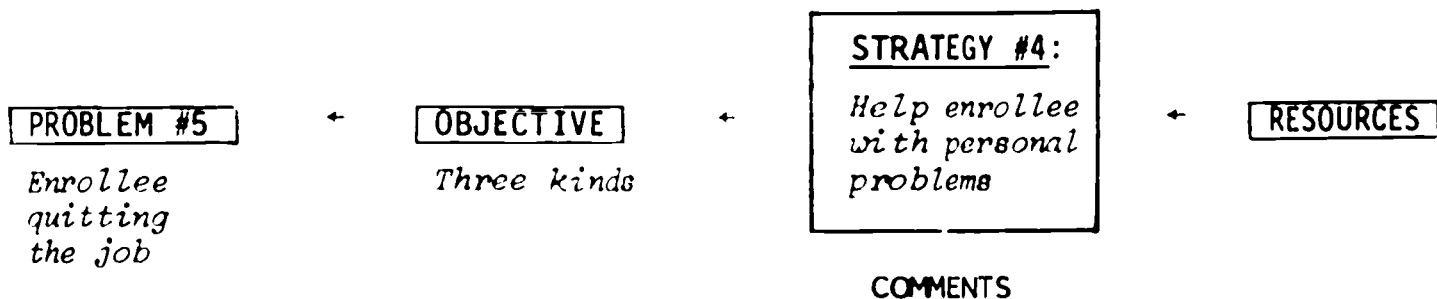 STRATEGY #4:
PROBLEM #5 ← OBJECTIVE ← Help enrollee ← RESOURCES
with personal
problems
Enrollee
quitting
the job
Three kinds
COMMENTS